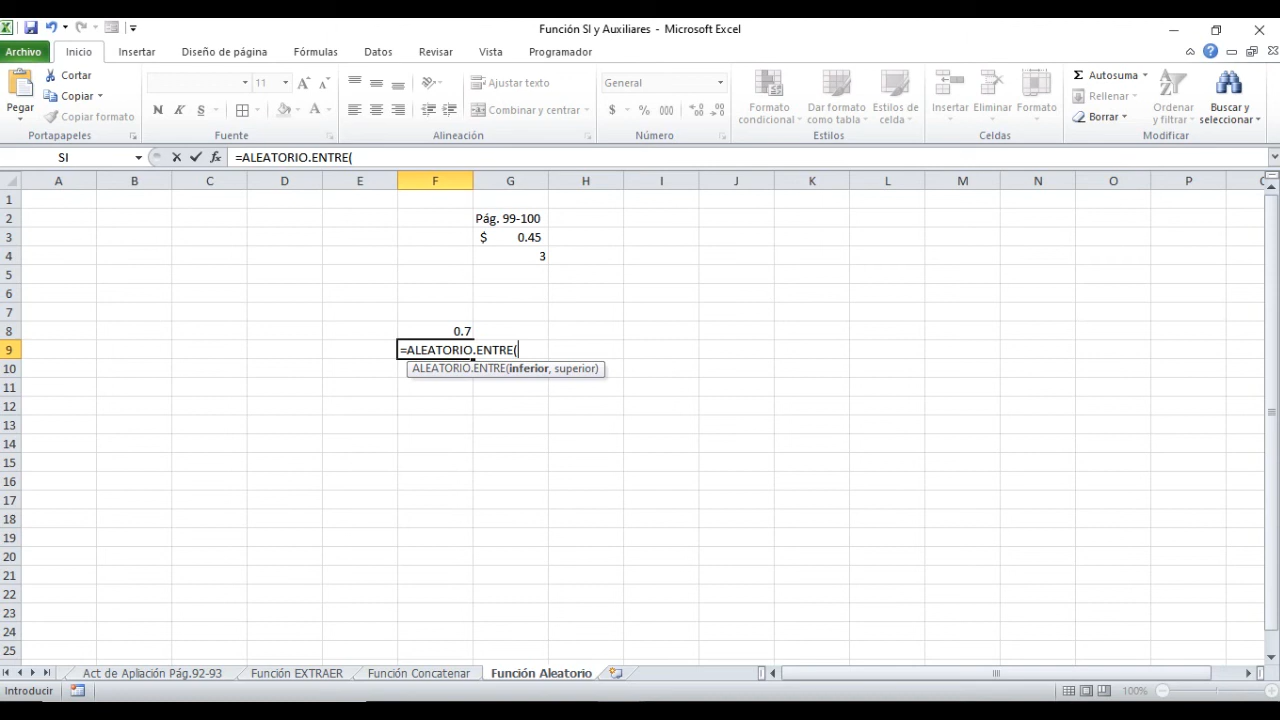 Función SI y Auxiliares - Microsoft Excel
Archivo Inicio Insertar Diseño de página Fórmulas Datos Revisar Vista Programador
Pegar
Cortar
Copiar
Copiar formato
Portapapeles
11
N K S
A A
A
Fuente
Ajustar texto
Combinar y centrar
Alineación
General
$ % 000
Número
Formato condicional
Dar formato como tabla
Estilos de celda
Estilos
Insertar Eliminar Formato
Celdas
Σ Autosuma
Rellenar
Borrar
Ordenar y filtrar
Buscar y seleccionar
Modificar
SI fx =ALEATORIO.ENTRE(
A B C D E F G H I J K L M N O P
1
2 Pág. 99-100
3 $ 0.45
4 3
5
6
7
8 0.7
9 =ALEATORIO.ENTRE(
10 ALEATORIO.ENTRE(inferior, superior)
11
12
13
14
15
16
17
18
19
20
21
22
23
24
25
Act de Apliación Pág.92-93 Función EXTRAER Función Concatenar Función Aleatorio
Introducir 100%